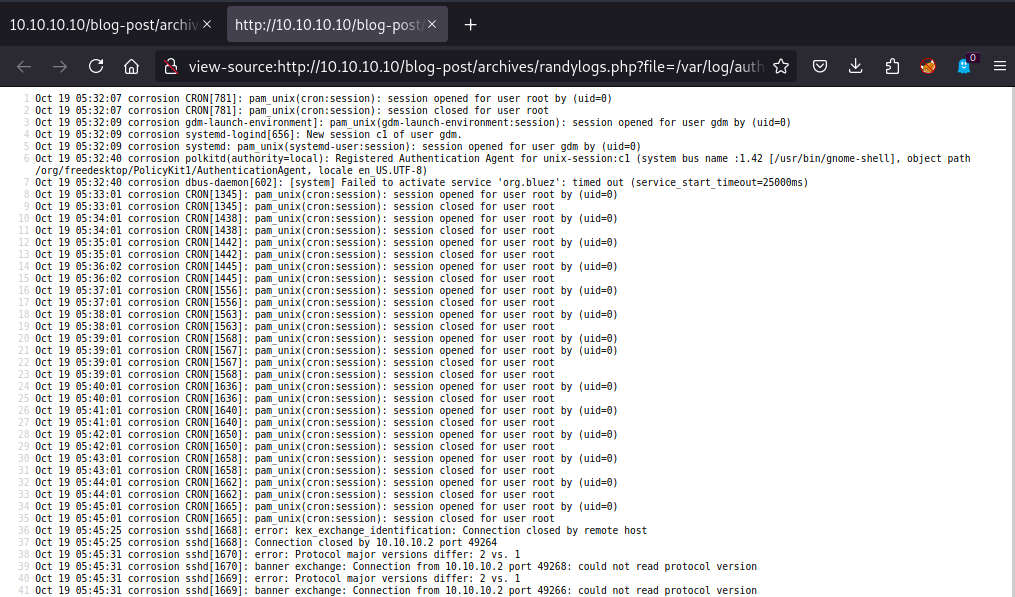 10.10.10.10/blog-post/archiv
http://10.10.10.10/blog-post/
view-source:http://10.10.10.10/blog-post/archives/randylogs.php?file=/var/log/auth
0
1 Oct 19 05:32:07 corrosion CRON[781]: pam_unix(cron:session): session opened for user root by (uid=0)
2 Oct 19 05:32:07 corrosion CRON[781]: pam_unix(cron:session): session closed for user root
3 Oct 19 05:32:09 corrosion gdm-launch-environment]: pam_unix(gdm-launch-environment:session): session opened for user gdm by (uid=0)
4 Oct 19 05:32:09 corrosion systemd-logind[656]: New session c1 of user gdm.
5 Oct 19 05:32:09 corrosion systemd: pam_unix(systemd-user:session): session opened for user gdm by (uid=0)
6 Oct 19 05:32:40 corrosion polkitd(authority=local): Registered Authentication Agent for unix-session:c1 (system bus name :1.42 [/usr/bin/gnome-shell], object path
/org/freedesktop/PolicyKit1/AuthenticationAgent, locale en_US.UTF-8)
7 Oct 19 05:32:40 corrosion dbus-daemon[602]: [system] Failed to activate service 'org.bluez': timed out (service_start_timeout=25000ms)
8 Oct 19 05:33:01 corrosion CRON[1345]: pam_unix(cron:session): session opened for user root by (uid=0)
9 Oct 19 05:33:01 corrosion CRON[1345]: pam_unix(cron:session): session closed for user root
10 Oct 19 05:34:01 corrosion CRON[1438]: pam_unix(cron:session): session opened for user root by (uid=0)
11 Oct 19 05:34:01 corrosion CRON[1438]: pam_unix(cron:session): session closed for user root
12 Oct 19 05:35:01 corrosion CRON[1442]: pam_unix(cron:session): session opened for user root by (uid=0)
13 Oct 19 05:35:01 corrosion CRON[1442]: pam_unix(cron:session): session closed for user root
14 Oct 19 05:36:02 corrosion CRON[1445]: pam_unix(cron:session): session opened for user root by (uid=0)
15 Oct 19 05:36:02 corrosion CRON[1445]: pam_unix(cron:session): session closed for user root
16 Oct 19 05:37:01 corrosion CRON[1556]: pam_unix(cron:session): session opened for user root by (uid=0)
17 Oct 19 05:37:01 corrosion CRON[1556]: pam_unix(cron:session): session closed for user root
18 Oct 19 05:38:01 corrosion CRON[1563]: pam_unix(cron:session): session opened for user root by (uid=0)
19 Oct 19 05:38:01 corrosion CRON[1563]: pam_unix(cron:session): session closed for user root
20 Oct 19 05:39:01 corrosion CRON[1568]: pam_unix(cron:session): session opened for user root by (uid=0)
21 Oct 19 05:39:01 corrosion CRON[1567]: pam_unix(cron:session): session opened for user root by (uid=0)
22 Oct 19 05:39:01 corrosion CRON[1567]: pam_unix(cron:session): session closed for user root
23 Oct 19 05:39:01 corrosion CRON[1568]: pam_unix(cron:session): session closed for user root
24 Oct 19 05:40:01 corrosion CRON[1636]: pam_unix(cron:session): session opened for user root by (uid=0)
25 Oct 19 05:40:01 corrosion CRON[1636]: pam_unix(cron:session): session closed for user root
26 Oct 19 05:41:01 corrosion CRON[1640]: pam_unix(cron:session): session opened for user root by (uid=0)
27 Oct 19 05:41:01 corrosion CRON[1640]: pam_unix(cron:session): session closed for user root
28 Oct 19 05:42:01 corrosion CRON[1650]: pam_unix(cron:session): session opened for user root by (uid=0)
29 Oct 19 05:42:01 corrosion CRON[1650]: pam_unix(cron:session): session closed for user root
30 Oct 19 05:43:01 corrosion CRON[1658]: pam_unix(cron:session): session opened for user root by (uid=0)
31 Oct 19 05:43:01 corrosion CRON[1658]: pam_unix(cron:session): session closed for user root
32 Oct 19 05:44:01 corrosion CRON[1662]: pam_unix(cron:session): session opened for user root by (uid=0)
33 Oct 19 05:44:01 corrosion CRON[1662]: pam_unix(cron:session): session closed for user root
34 Oct 19 05:45:01 corrosion CRON[1665]: pam_unix(cron:session): session opened for user root by (uid=0)
35 Oct 19 05:45:01 corrosion CRON[1665]: pam_unix(cron:session): session closed for user root
36 Oct 19 05:45:25 corrosion sshd[1668]: error: kex_exchange_identification: Connection closed by remote host
37 Oct 19 05:45:25 corrosion sshd[1668]: Connection closed by 10.10.10.2 port 49264
38 Oct 19 05:45:31 corrosion sshd[1670]: error: Protocol major versions differ: 2 vs. 1
39 Oct 19 05:45:31 corrosion sshd[1670]: banner exchange: Connection from 10.10.10.2 port 49268: could not read protocol version
40 Oct 19 05:45:31 corrosion sshd[1669]: error: Protocol major versions differ: 2 vs. 1
41 Oct 19 05:45:31 corrosion sshd[1669]: banner exchange: Connection from 10.10.10.2 port 49266: could not read protocol version